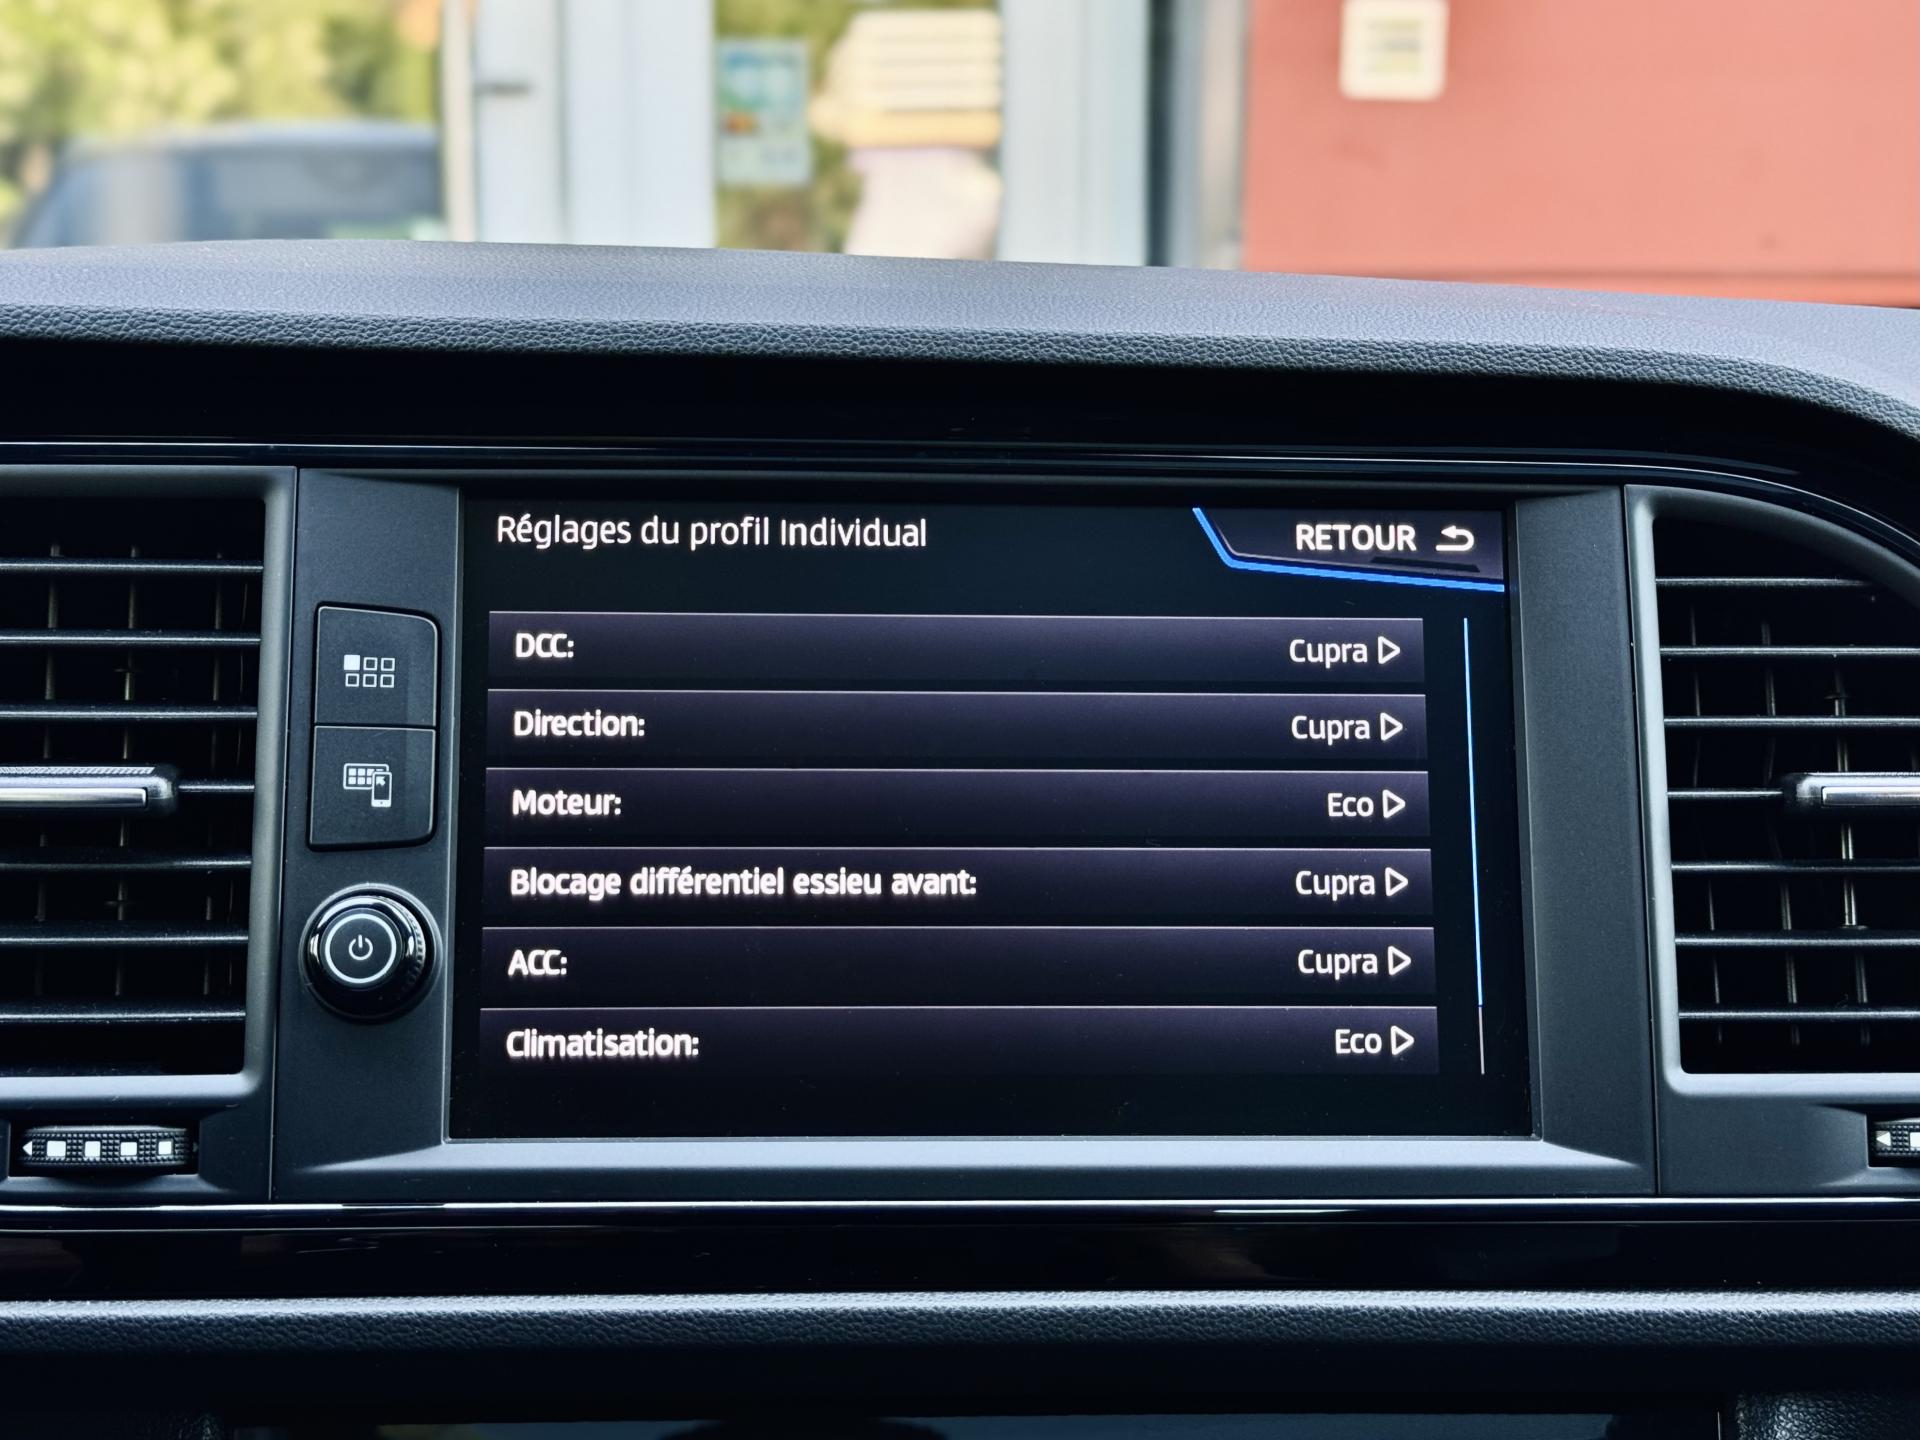 Réglages du profil Individual
RETOUR
DCC: Cupra
Direction: Cupra
Moteur: Eco
Blocage différentiel essieu avant: Cupra
ACC: Cupra
Climatisation: Eco